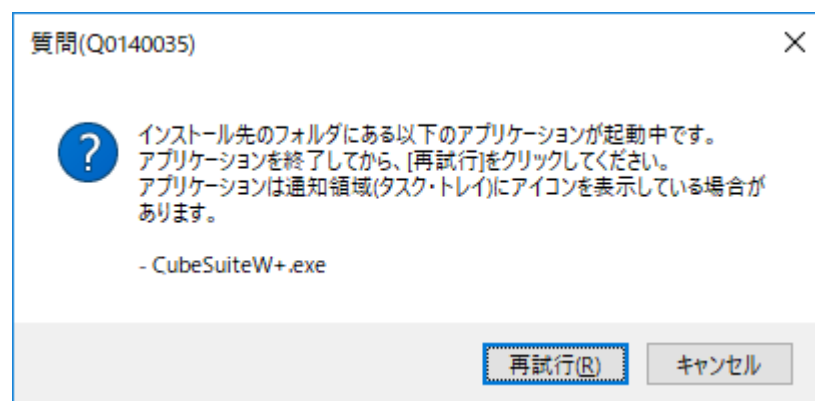 質問(Q0140035)
インストール先のフォルダにある以下のアプリケーションが起動中です。
アプリケーションを終了してから、[再試行]をクリックしてください。
アプリケーションは通知領域(タスク・トレイ)にアイコンを表示している場合が
あります。
- CubeSuiteW+.exe
再試行(R)
キャンセル